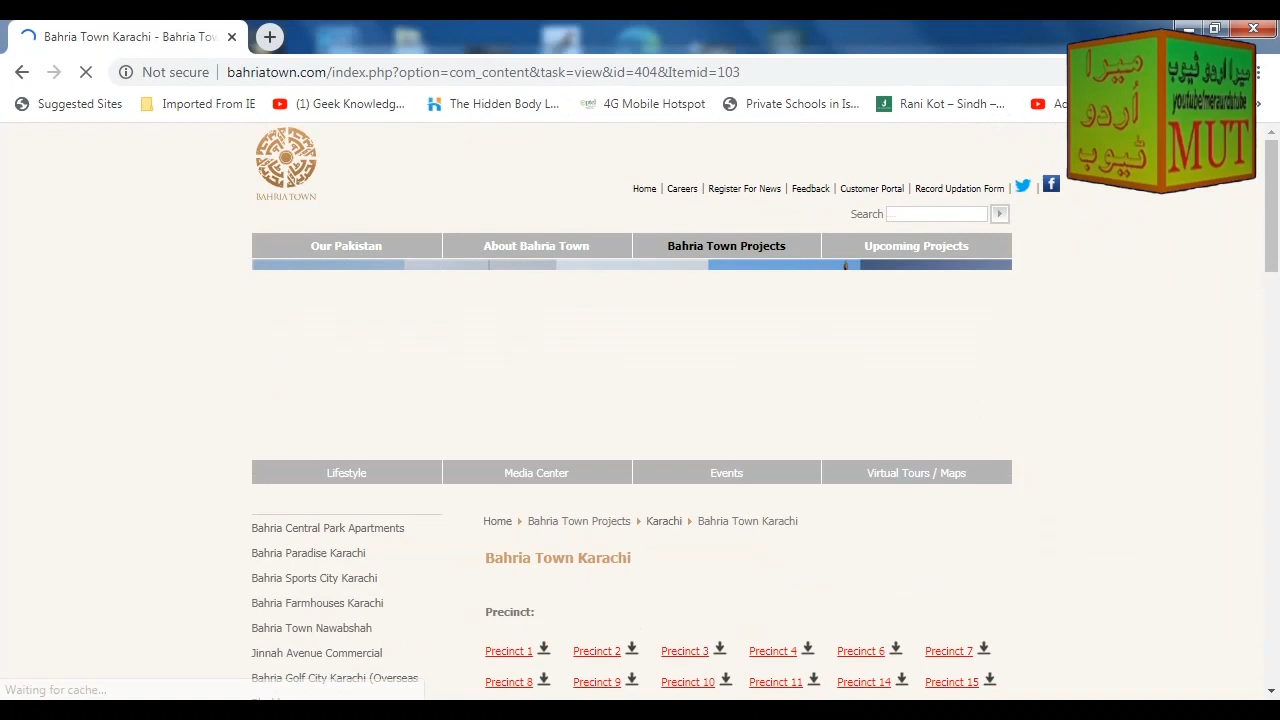 Bahria Town Karachi - Bahria Tow
Not secure
bahriatown.com/index.php?option=com_content&task=view&id=404&Itemid=103
Suggested Sites
Imported From IE
(1) Geek Knowledg...
The Hidden Eddy L...
4G Mobile Hotspot
Private Schools in Is...
Rani Kot – Sindh –...
میرا اردو ٹیوب
میرا اُردو ٹیوب
youtube/meraurdutube
MUT
BAHRIA TOWN
Home | Careers | Register For News | Feedback | Customer Portal | Record Updation Form |
Search
Our Pakistan
About Bahria Town
Bahria Town Projects
Upcoming Projects
Lifestyle
Media Center
Events
Virtual Tours / Maps
Bahria Central Park Apartments
Bahria Paradise Karachi
Bahria Sports City Karachi
Bahria Farmhouses Karachi
Bahria Town Nawabshah
Jinnah Avenue Commercial
Bahria Golf City Karachi (Overseas
Home
Bahria Town Projects
Karachi
Bahria Town Karachi
Bahria Town Karachi
Precinct:
Precinct 1 Precinct 2 Precinct 3 Precinct 4 Precinct 6 Precinct 7
Precinct 8 Precinct 9 Precinct 10 Precinct 11 Precinct 14 Precinct 15
Waiting for cache...